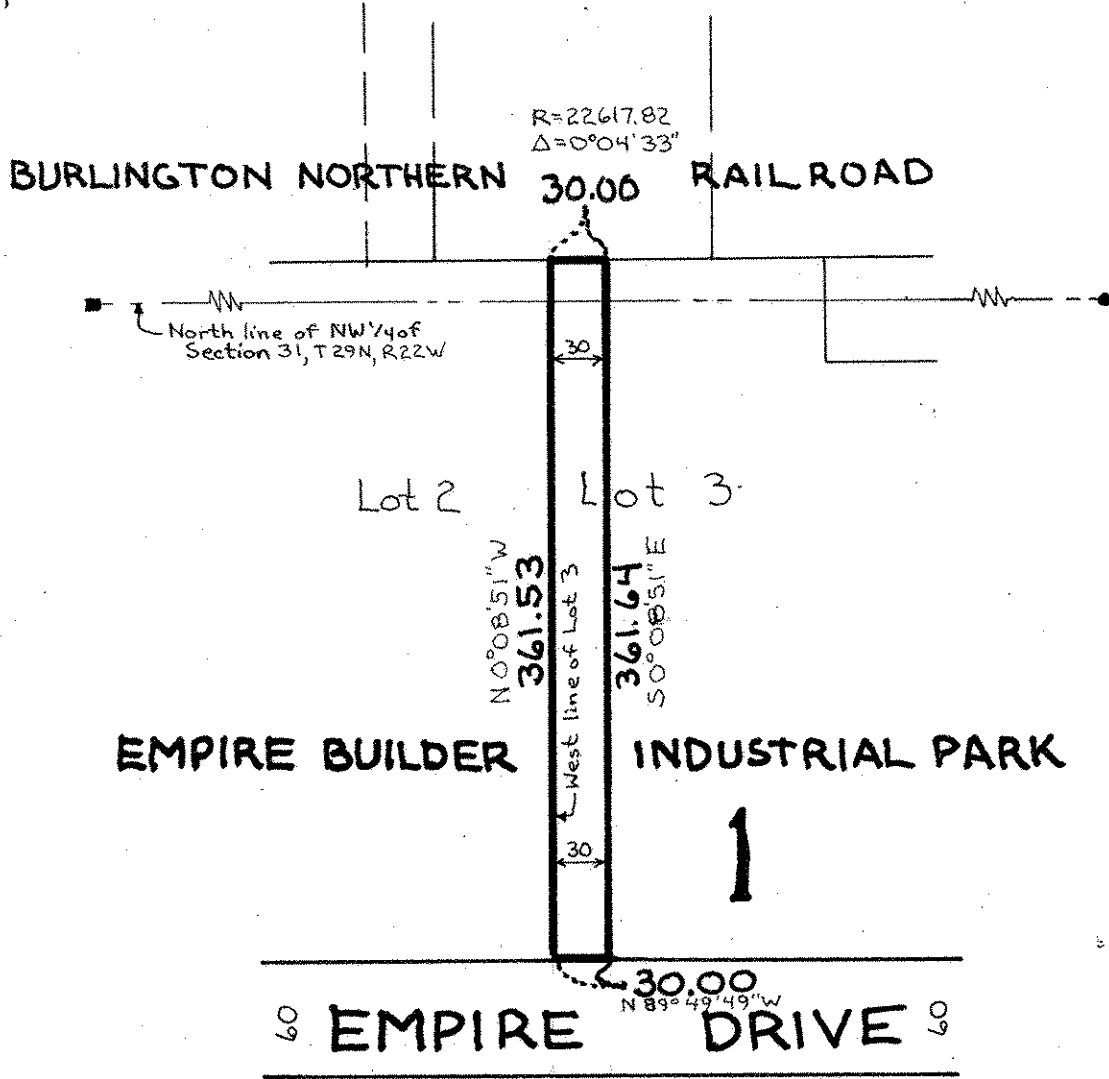 R=22617.82
Δ=0°04'33"
BURLINGTON NORTHERN RAILROAD
30.00
North line of NW¼ of
Section 31, T29N, R22W
30
Lot 2
Lot 3
N0°08'51"W
361.53
West line of Lot 3
361.64
S0°08'51"E
EMPIRE BUILDER INDUSTRIAL PARK
1
30
30.00
N 89°49'49"W
60 EMPIRE DRIVE 60